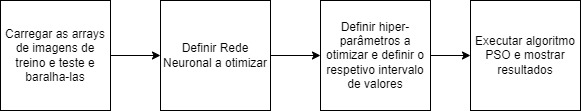 Carregar as arrays
de imagens de
treino e teste e
baralha-las
Definir Rede
Neuronal a otimizar
Definir hiper-
parâmetros a
otimizar e definir o
respetivo intervalo
de valores
Executar algoritmo
PSO e mostrar
resultados